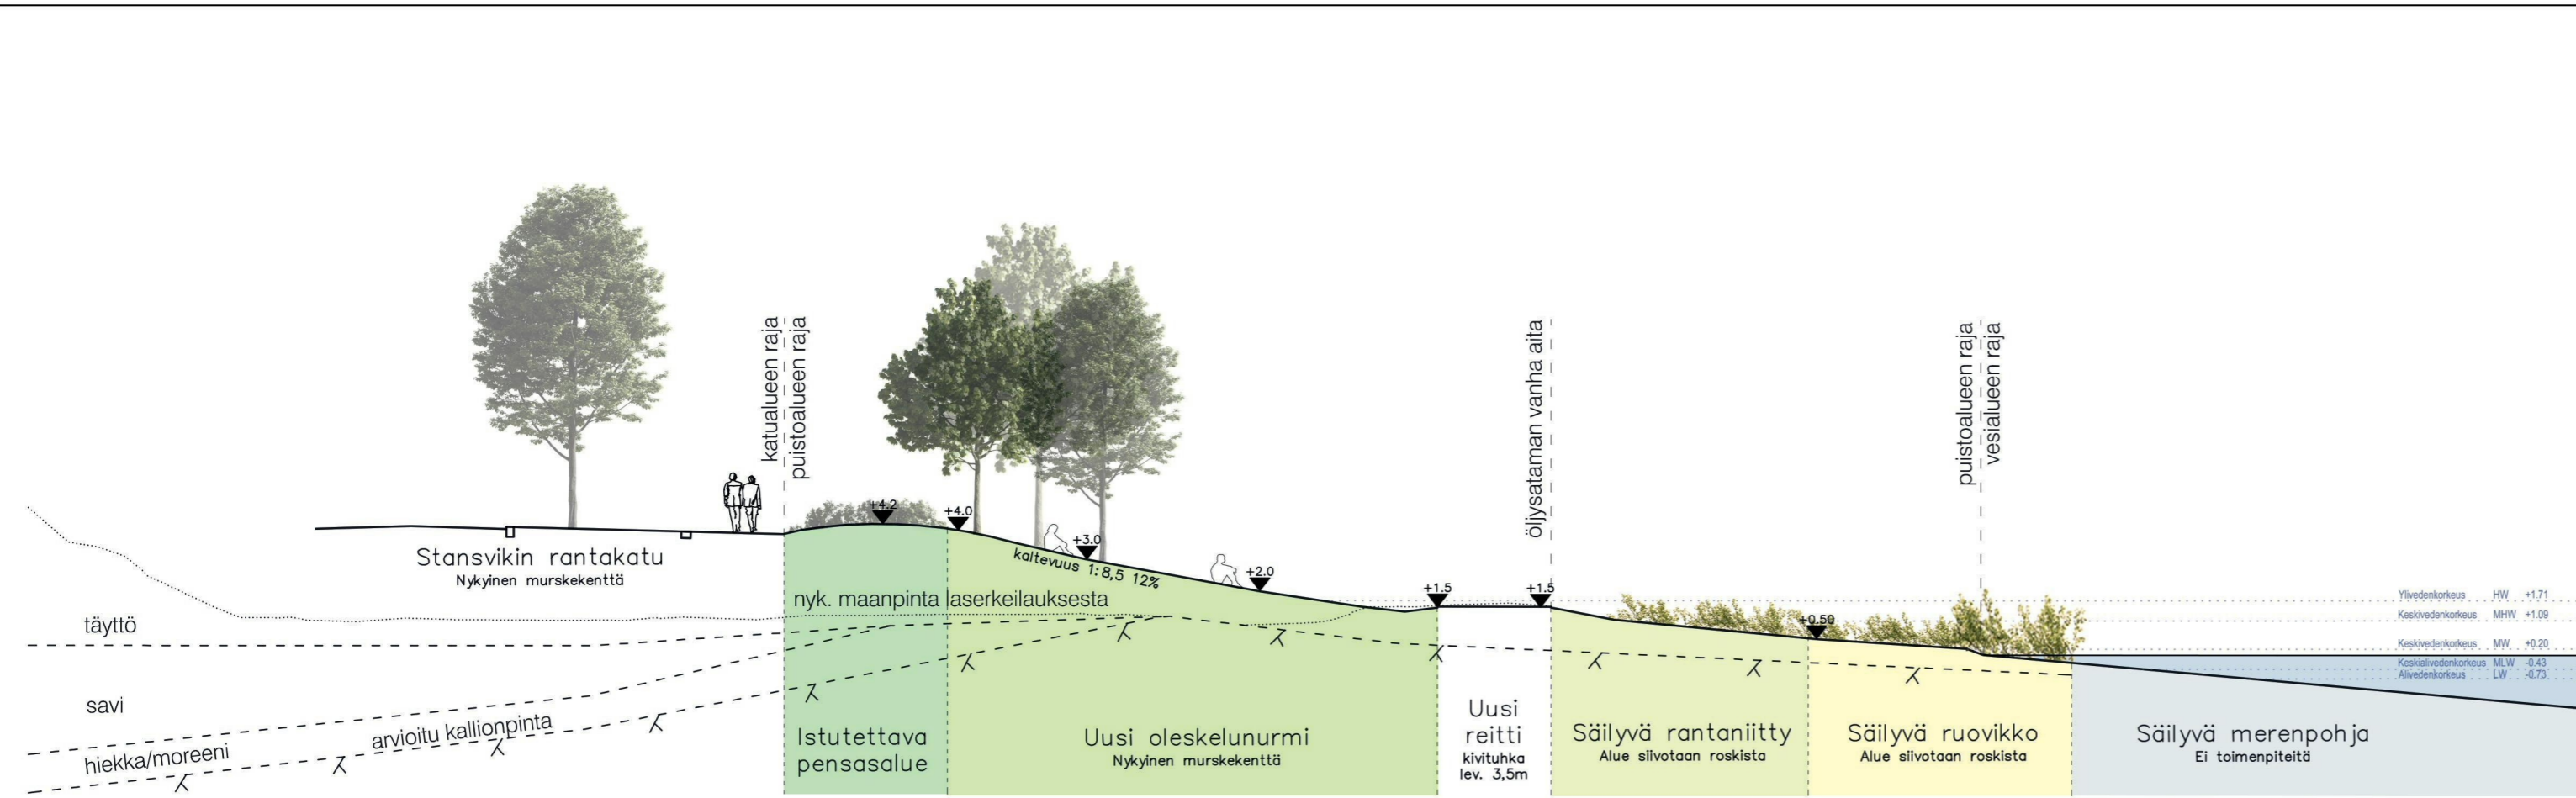 katualueen raja
puistoalueen raja
öljysataman vanha aita
puistoalueen raja
vesialueen raja
+4.2
+4.0
+3.0
kaltevuus 1:8,5 12%
+2.0
+1.5
+1.5
+0.50
Stansvikin rantakatu
Nykyinen murskekenttä
nyk. maanpinta laserkeilauksesta
täyttö
savi
hiekka/moreeni
arvioitu kallionpinta
Ylivedenkorkeus HW +1.71
Keskivedenkorkeus MHW +1.09
Keskivedenkorkeus MW +0.20
Keskialivedenkorkeus MLW -0.43
Alivedenkorkeus LW -0.73
Istutettava
pensasalue
Uusi oleskelunurmi
Nykyinen murskekenttä
Uusi
reitti
kivituhka
lev. 3,5m
Säilyvä rantaniitty
Alue siivotaan roskista
Säilyvä ruovikko
Alue siivotaan roskista
Säilyvä merenpohja
Ei toimenpiteitä